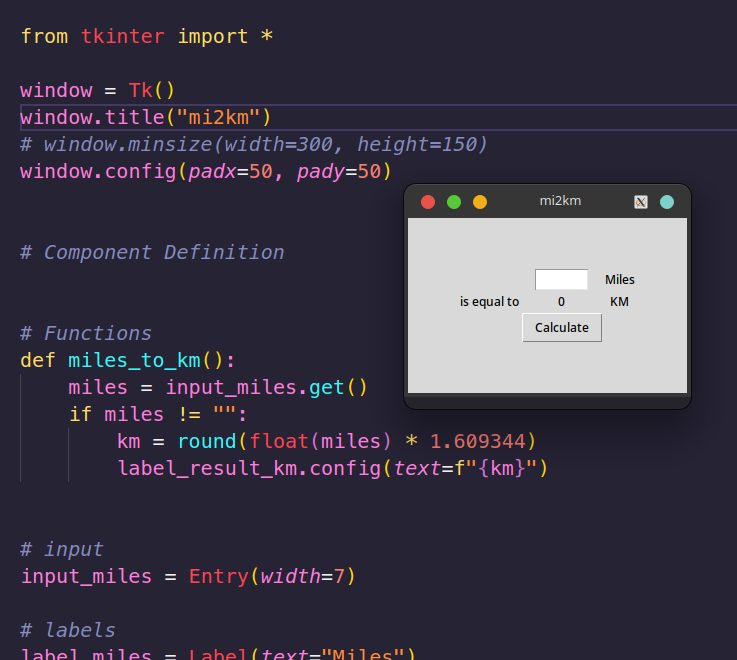 from tkinter import *
window = Tk()
window.title("mi2km")
# window.minsize(width=300, height=150)
window.config(padx=50, pady=50)
# Component Definition
# Functions
def miles_to_km():
    miles = input_miles.get()
    if miles != "":
        km = round(float(miles) * 1.609344)
        label_result_km.config(text=f"{km}")
# input
input_miles = Entry(width=7)
# labels
label_miles = Label(text="Miles")
mi2km
Miles
is equal to 0 KM
Calculate